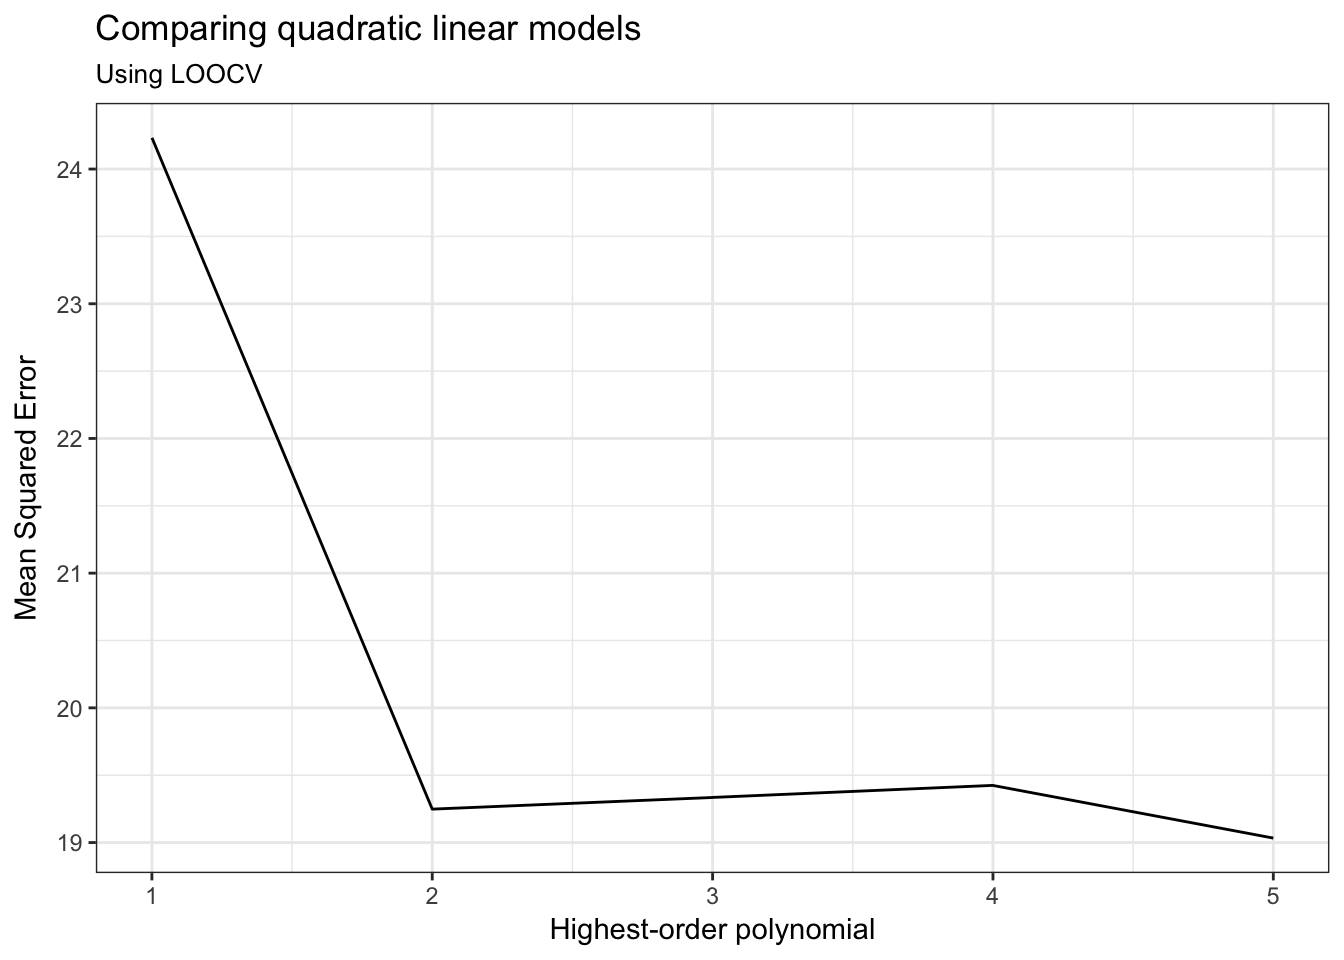 Comparing quadratic linear models
Using LOOCV
24
23
22
21
20
19
Mean Squared Error
1 2 3 4 5
Highest-order polynomial